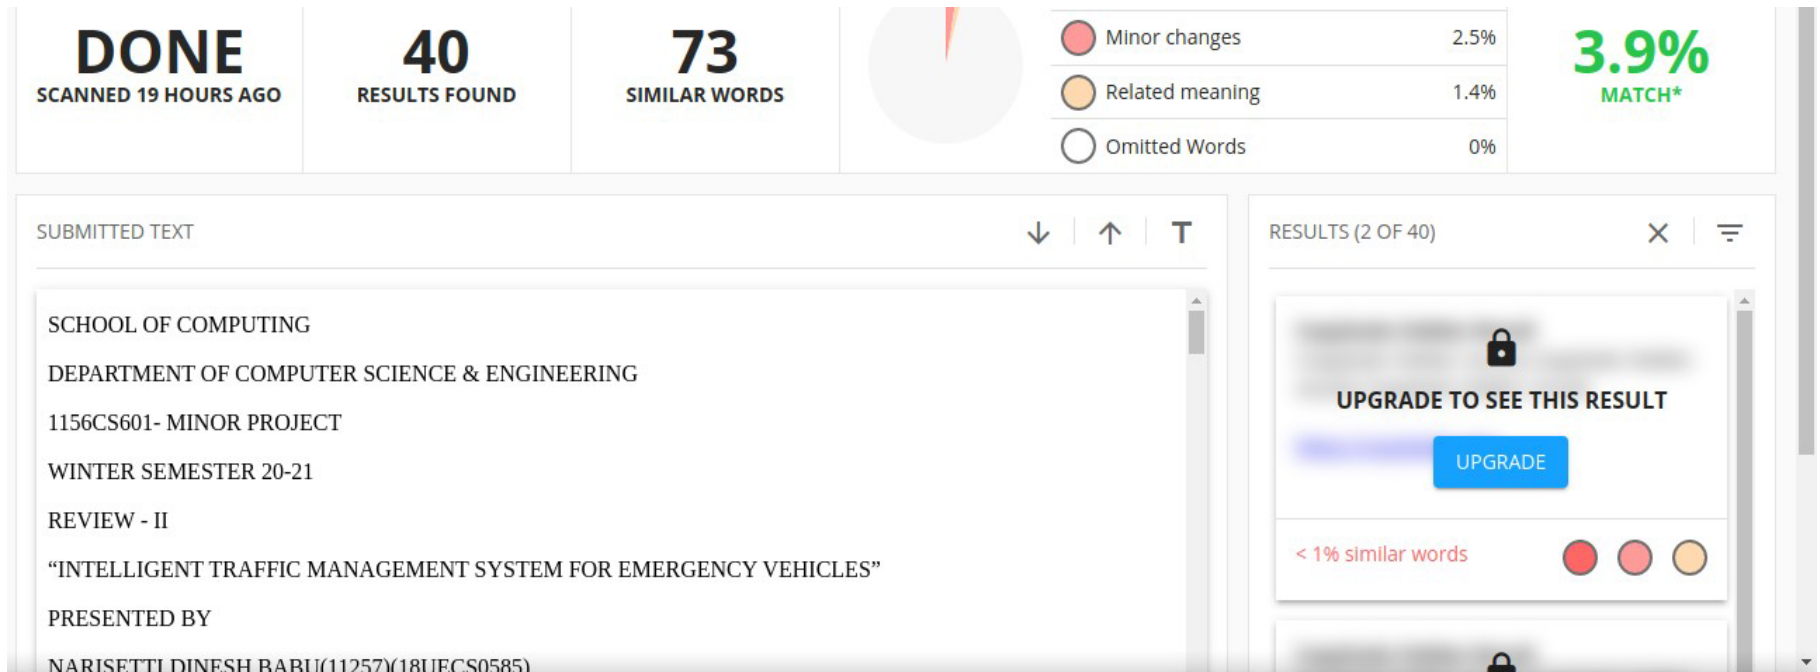 DONE
SCANNED 19 HOURS AGO
40
RESULTS FOUND
73
SIMILAR WORDS
Minor changes 2.5%
Related meaning 1.4%
Omitted Words 0%
3.9%
MATCH*
SUBMITTED TEXT
T
SCHOOL OF COMPUTING
DEPARTMENT OF COMPUTER SCIENCE & ENGINEERING
1156CS601- MINOR PROJECT
WINTER SEMESTER 20-21
REVIEW - II
“INTELLIGENT TRAFFIC MANAGEMENT SYSTEM FOR EMERGENCY VEHICLES”
PRESENTED BY
NARISETTI DINESH BABU(11257)(18UECS0585)
RESULTS (2 OF 40)
UPGRADE TO SEE THIS RESULT
UPGRADE
< 1% similar words